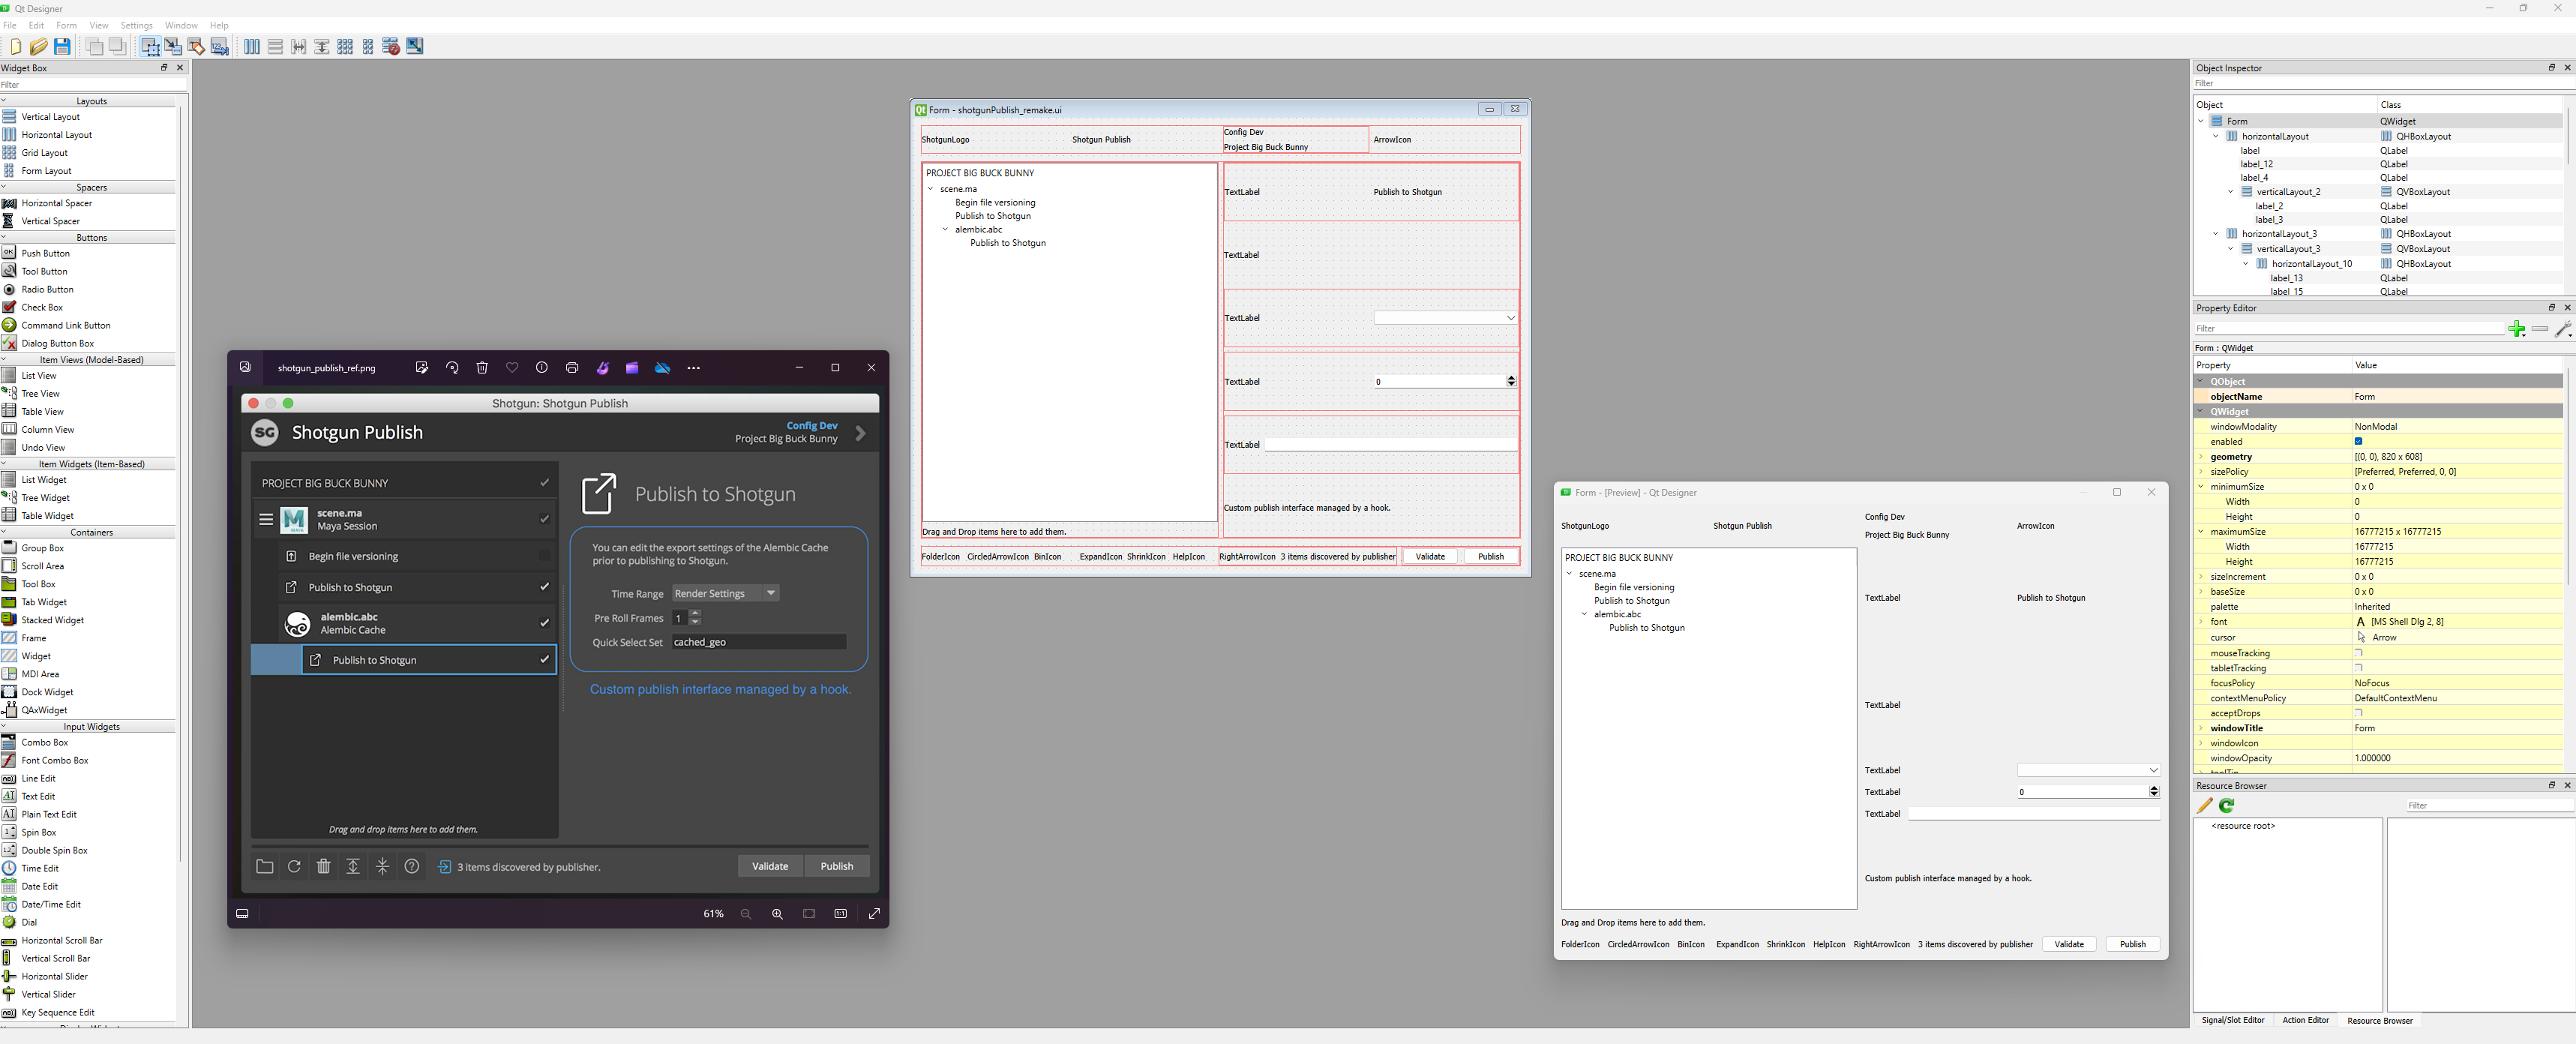 Qt Designer
File Edit Form View Settings Window Help
Widget Box
Filter
Layouts
Vertical Layout
Horizontal Layout
Grid Layout
Form Layout
Spacers
Horizontal Spacer
Vertical Spacer
Buttons
Push Button
Tool Button
Radio Button
Check Box
Command Link Button
Dialog Button Box
Item Views (Model-Based)
List View
Tree View
Table View
Column View
Undo View
Item Widgets (Item-Based)
List Widget
Tree Widget
Table Widget
Containers
Group Box
Scroll Area
Tool Box
Tab Widget
Stacked Widget
Frame
Widget
MDI Area
Dock Widget
QAxWidget
Input Widgets
Combo Box
Font Combo Box
Line Edit
Text Edit
Plain Text Edit
Spin Box
Double Spin Box
Time Edit
Date Edit
Date/Time Edit
Dial
Horizontal Scroll Bar
Vertical Scroll Bar
Horizontal Slider
Vertical Slider
Key Sequence Edit
shotgun_publish_ref.png
Shotgun: Shotgun Publish
SG Shotgun Publish
Config Dev
Project Big Buck Bunny
PROJECT BIG BUCK BUNNY
scene.ma
Maya Session
Begin file versioning
Publish to Shotgun
alembic.abc
Alembic Cache
Publish to Shotgun
Drag and drop items here to add them.
Publish to Shotgun
You can edit the export settings of the Alembic Cache
prior to publishing to Shotgun.
Time Range Render Settings
Pre Roll Frames 1
Quick Select Set cached_geo
Custom publish interface managed by a hook.
3 items discovered by publisher.
Validate Publish
61%
Form - shotgunPublish_remake.ui
ShotgunLogo Shotgun Publish
Config Dev
Project Big Buck Bunny
ArrowIcon
PROJECT BIG BUCK BUNNY
scene.ma
Begin file versioning
Publish to Shotgun
alembic.abc
Publish to Shotgun
Drag and Drop items here to add them.
TextLabel Publish to Shotgun
TextLabel
TextLabel
TextLabel 0
TextLabel
Custom publish interface managed by a hook.
FolderIcon CircledArrowIcon BinIcon ExpandIcon ShrinkIcon HelpIcon RightArrowIcon 3 items discovered by publisher Validate Publish
Form - [Preview] - Qt Designer
ShotgunLogo Shotgun Publish
Config Dev
Project Big Buck Bunny
ArrowIcon
PROJECT BIG BUCK BUNNY
scene.ma
Begin file versioning
Publish to Shotgun
alembic.abc
Publish to Shotgun
TextLabel Publish to Shotgun
TextLabel
TextLabel
TextLabel 0
TextLabel
Custom publish interface managed by a hook.
Drag and Drop items here to add them.
FolderIcon CircledArrowIcon BinIcon ExpandIcon ShrinkIcon HelpIcon RightArrowIcon 3 items discovered by publisher Validate Publish
Object Inspector
Filter
Object Class
Form QWidget
horizontalLayout QHBoxLayout
label QLabel
label_12 QLabel
label_4 QLabel
verticalLayout_2 QVBoxLayout
label_2 QLabel
label_3 QLabel
horizontalLayout_3 QHBoxLayout
verticalLayout_3 QVBoxLayout
horizontalLayout_10 QHBoxLayout
label_13 QLabel
label_15 QLabel
Property Editor
Filter
Form : QWidget
Property Value
QObject
objectName Form
QWidget
windowModality NonModal
enabled
geometry [(0, 0), 820 x 608]
sizePolicy [Preferred, Preferred, 0, 0]
minimumSize 0 x 0
Width 0
Height 0
maximumSize 16777215 x 16777215
Width 16777215
Height 16777215
sizeIncrement 0 x 0
baseSize 0 x 0
palette Inherited
font A [MS Shell Dlg 2, 8]
cursor Arrow
mouseTracking
tabletTracking
focusPolicy NoFocus
contextMenuPolicy DefaultContextMenu
acceptDrops
windowTitle Form
windowIcon
windowOpacity 1.000000
Resource Browser
Filter
<resource root>
Signal/Slot Editor Action Editor Resource Browser